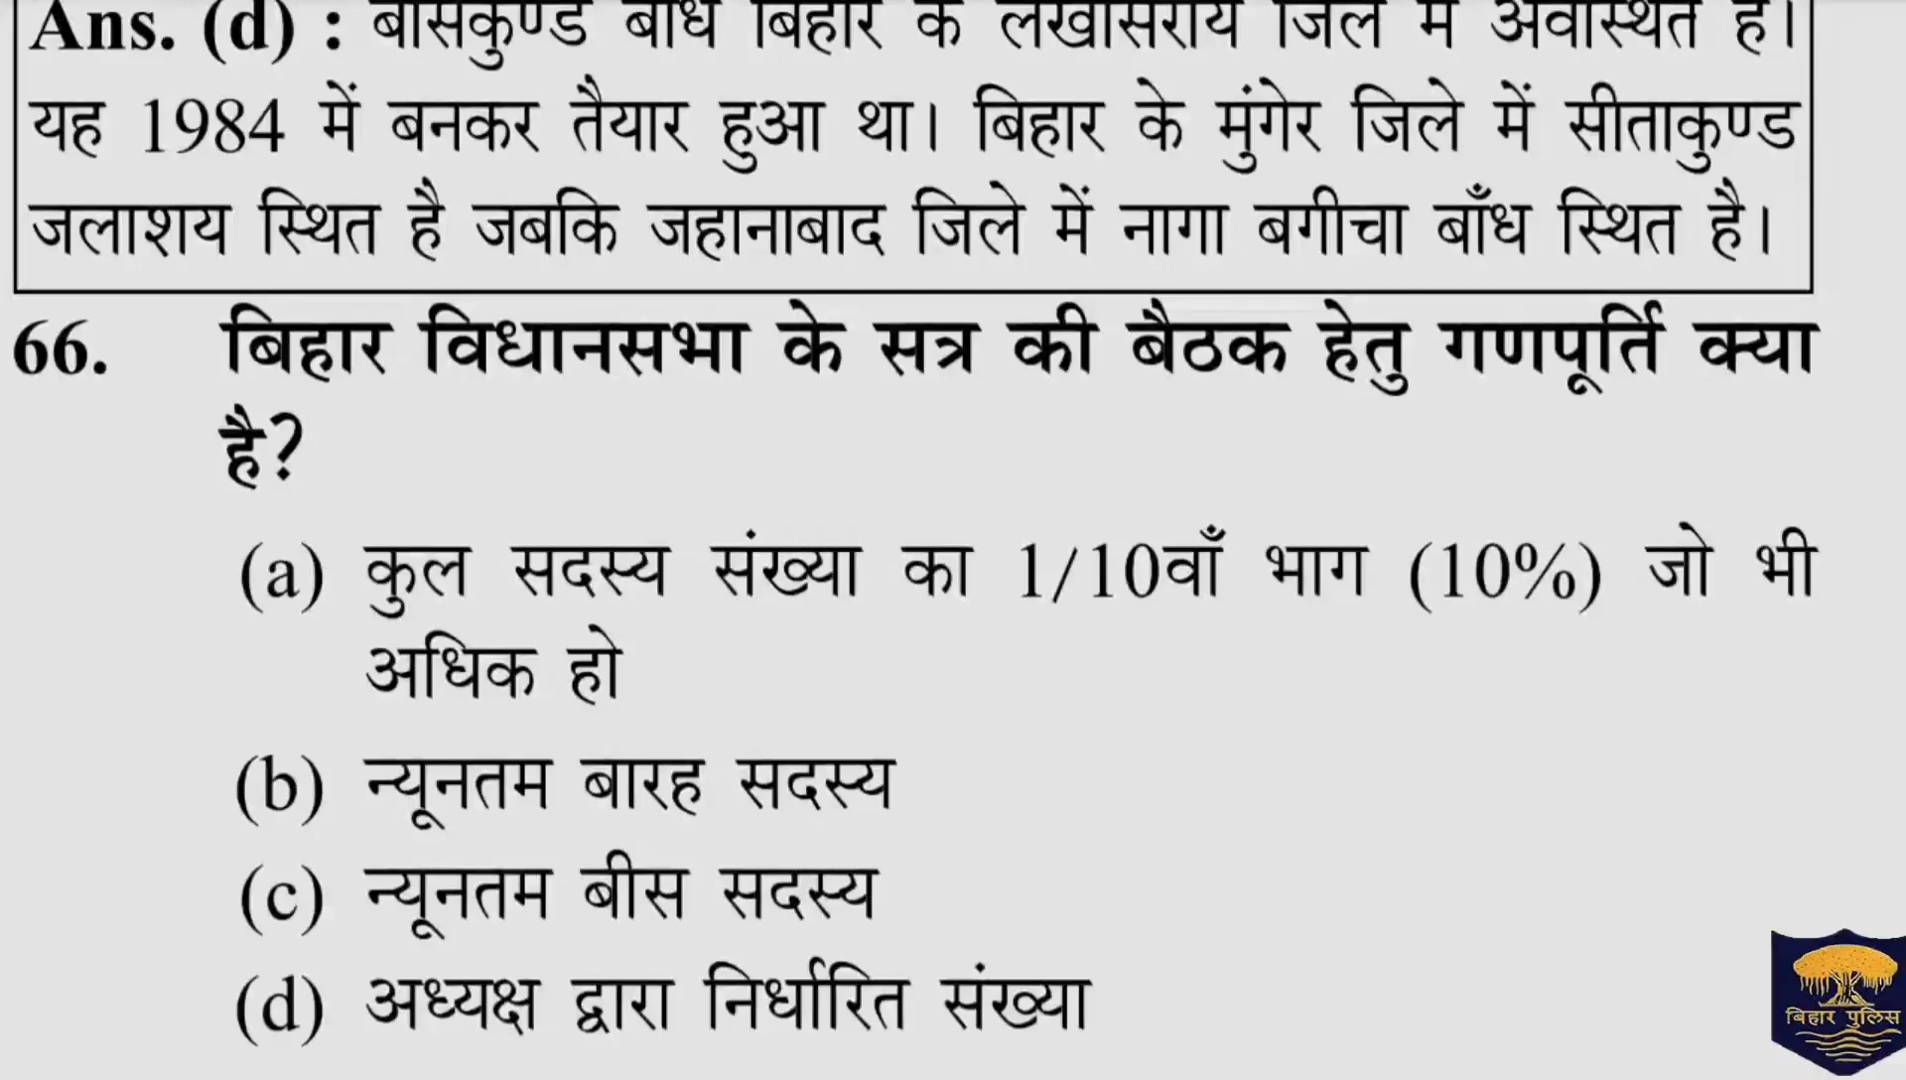 Ans. (d) : बासकुण्ड बाँध बिहार के लखीसराय जिले में अवस्थित है।
यह 1984 में बनकर तैयार हुआ था। बिहार के मुंगेर जिले में सीताकुण्ड
जलाशय स्थित है जबकि जहानाबाद जिले में नागा बगीचा बाँध स्थित है।
66. बिहार विधानसभा के सत्र की बैठक हेतु गणपूर्ति क्या
है?
(a) कुल सदस्य संख्या का 1/10वाँ भाग (10%) जो भी
अधिक हो
(b) न्यूनतम बारह सदस्य
(c) न्यूनतम बीस सदस्य
(d) अध्यक्ष द्वारा निर्धारित संख्या
बिहार पुलिस